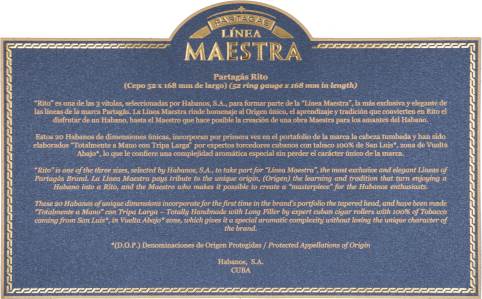 PARTAGAS
LÍNEA
MAESTRA
Partagás Rito
(Cepo 52 x 168 mm de largo) (52 ring gauge x 168 mm in length)
"Rito" es una de las 3 vitolas, seleccionadas por Habanos, S.A., para formar parte de la "Línea Maestra", la más exclusiva y elegante de
las líneas de la marca Partagás. La Línea Maestra rinde homenaje al Origen único, el aprendizaje y tradición que convierten en Rito el
disfrutar de un Habano, hasta el Maestro que hace posible la creación de una obra Maestra para los amantes del Habano.
Estos 20 Habanos de dimensiones únicas, incorporan por primera vez en el portafolio de la marca la cabeza tumbada y han sido
elaborados "Totalmente a Mano con Tripa Larga" por expertos torcedores cubanos con tabaco 100% de San Luis*, zona de Vuelta
Abajo*, lo que le confiere una complejidad aromática especial sin perder el carácter único de la marca.
"Rito" is one of the three sizes, selected by Habanos, S.A., to take part for "Línea Maestra", the most exclusive and elegant Lineas of
Partagás Brand. La Línea Maestra pays tribute to the unique origin, (Origen) the learning and tradition that turn enjoying a
Habano into a Rito, and the Maestro who makes it possible to create a "masterpiece" for the Habanos enthusiasts.
These 20 Habanos of unique dimensions incorporate for the first time in the brand's portfolio the tapered head, and have been made
"Totalmente a Mano" con Tripa Larga – Totally Handmade with Long Filler by expert cuban cigar rollers with 100% of Tobacco
coming from San Luis*, in Vuelta Abajo* zone, which gives it a special aromatic complexity without losing the unique character of
the brand.
*(D.O.P.) Denominaciones de Origen Protegidas / Protected Appellations of Origin
Habanos, S.A.
CUBA